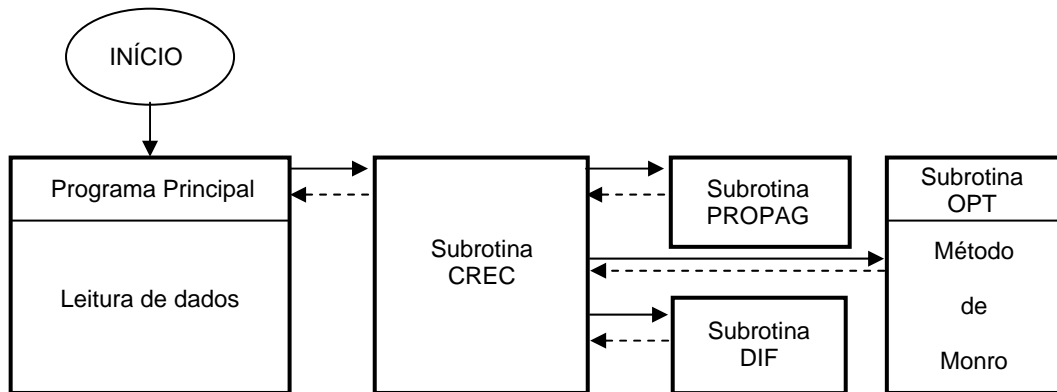 INÍCIO
Programa Principal
Leitura de dados
Subrotina
CREC
Subrotina
PROPAG
Subrotina
DIF
Subrotina
OPT
Método
de
Monro